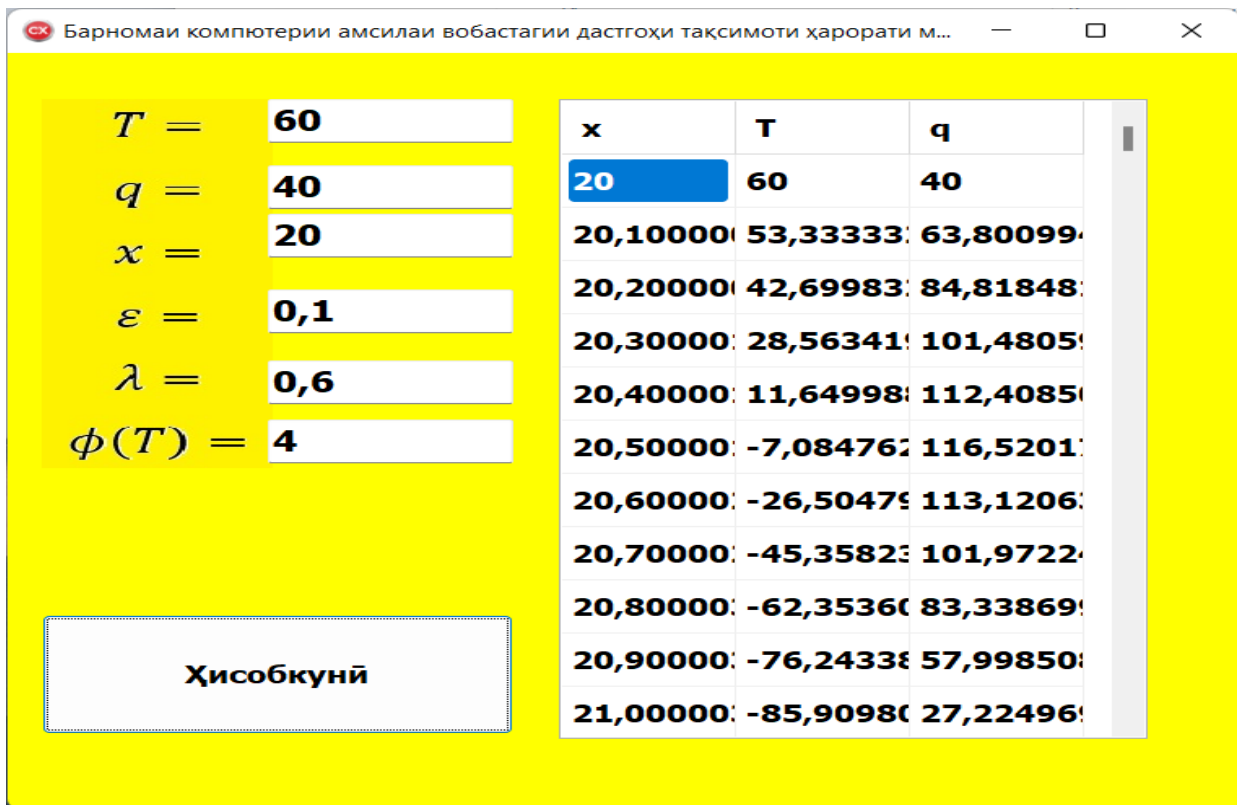 CX Барномаи компютерии амсилаи вобастагии дастгоҳи тақсимоти ҳарорати м...
T = 60
q = 40
x = 20
ε = 0,1
λ = 0,6
ϕ(T) = 4
Ҳисобкунӣ
x T q
20 60 40
20,10000 53,33333 63,80099
20,20000 42,69983 84,81848
20,30000 28,56341 101,4805
20,40000 11,64998 112,4085
20,50000 -7,084762 116,5201
20,60000 -26,50479 113,1206
20,70000 -45,35823 101,9722
20,80000 -62,35360 83,33869
20,90000 -76,24338 57,99850
21,00000 -85,90980 27,22496